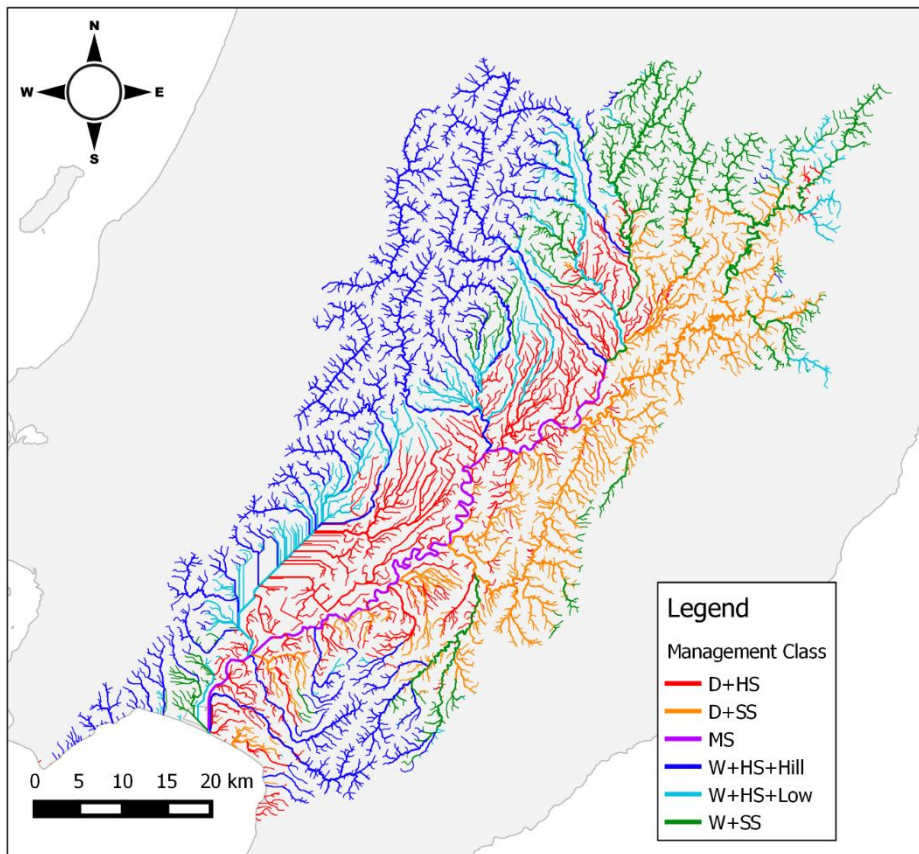 N
W E
S
0 5 10 15 20 km
Legend
Management Class
D+HS
D+SS
MS
W+HS+Hill
W+HS+Low
W+SS